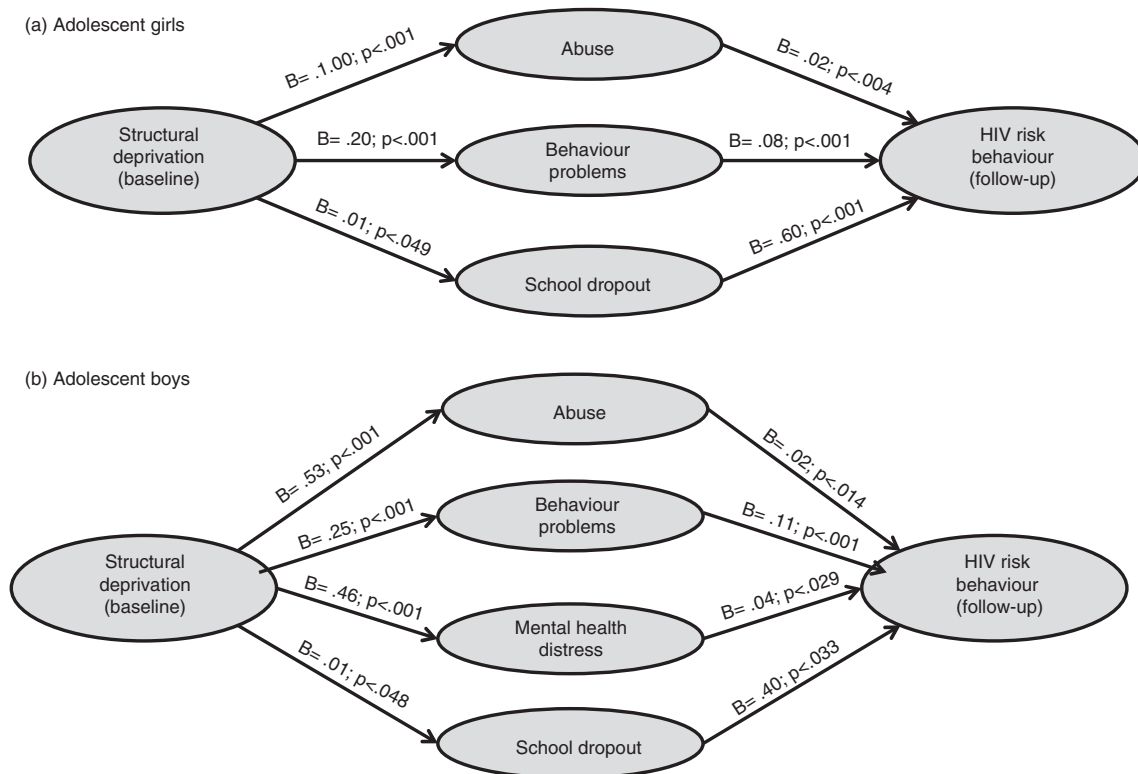 (a) Adolescent girls
Abuse
B= .1.00; p<.001
B= .02; p<.004
Structural
deprivation
(baseline)
B= .20; p<.001
Behaviour
problems
B= .08; p<.001
HIV risk
behaviour
(follow-up)
B= .01; p<.049
B= .60; p<.001
School dropout
(b) Adolescent boys
Abuse
B= .53; p<.001
B= .02; p<.014
Behaviour
problems
B= .25; p<.001
B= .11; p<.001
Structural
deprivation
(baseline)
HIV risk
behaviour
(follow-up)
B= .46; p<.001
B= .04; p<.029
Mental health
distress
B= .01; p<.048
B= .40; p<.033
School dropout